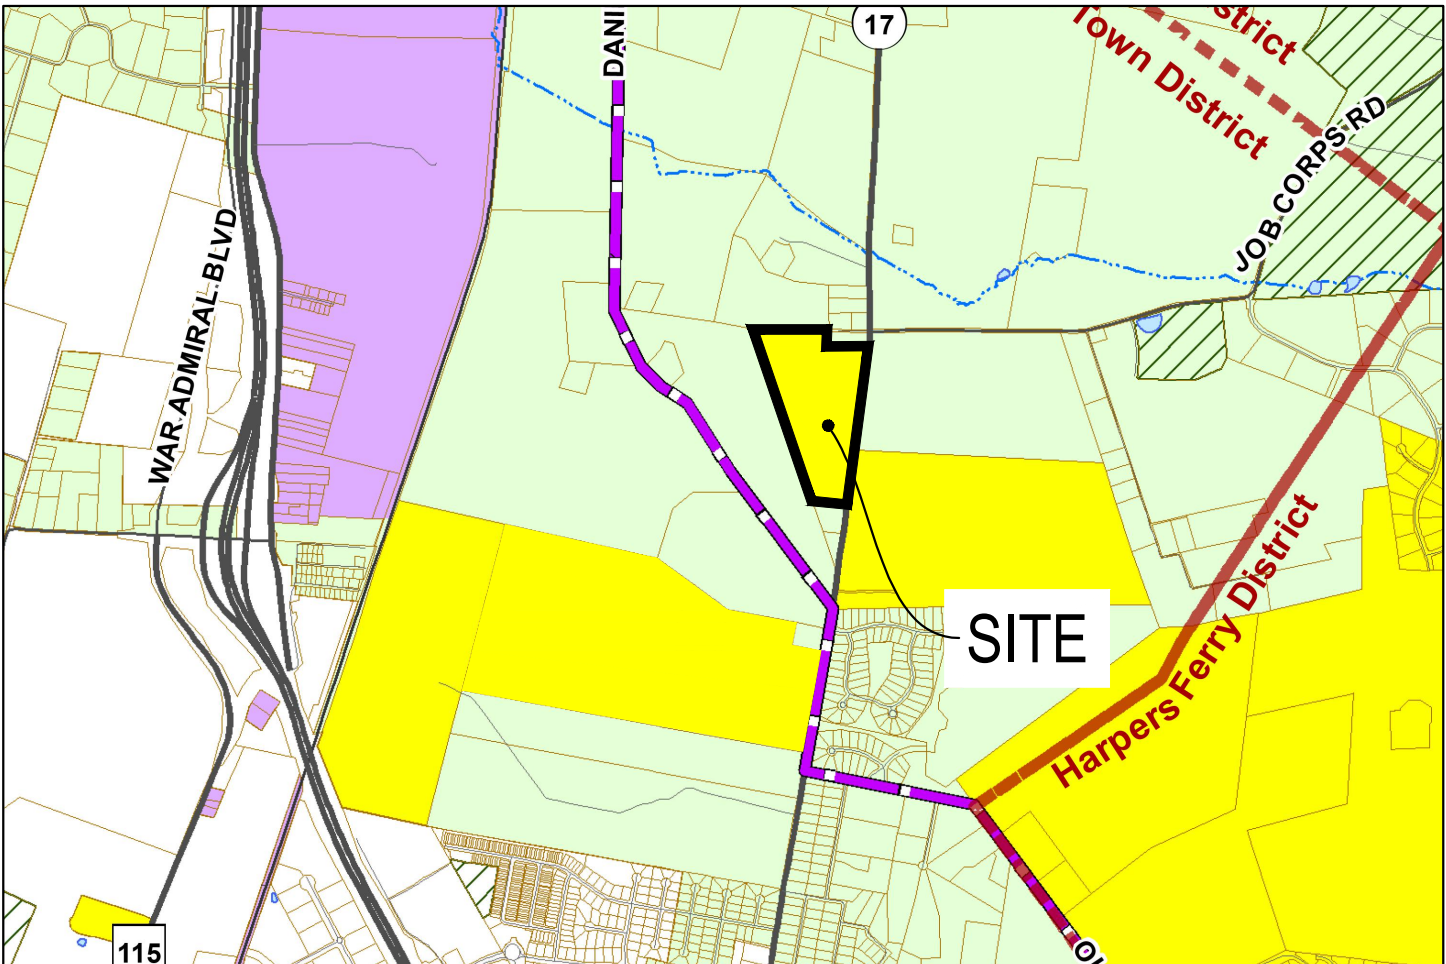 DANI
17
strict
Town District
JOB CORPS RD
WAR ADMIRAL BLVD
SITE
Harpers Ferry District
115